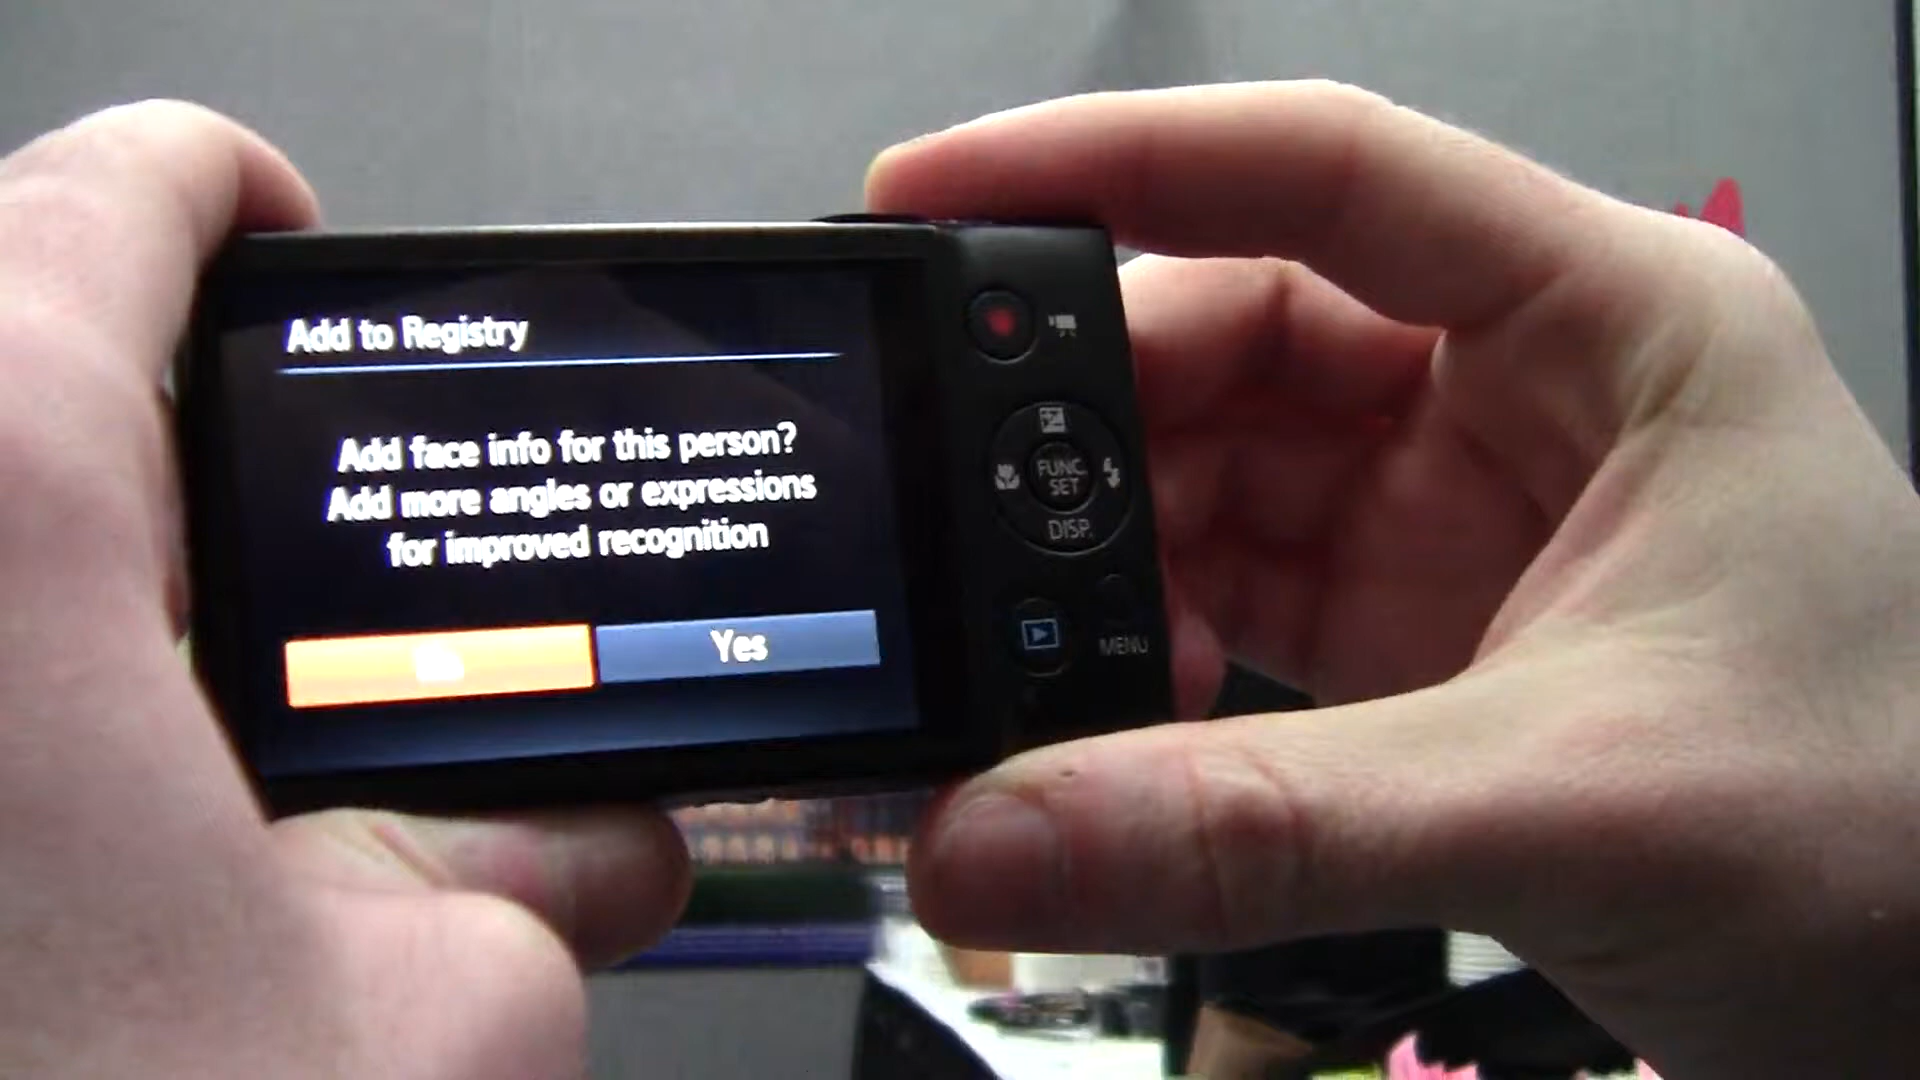 Add to Registry
Add face info for this person?
Add more angles or expressions
for improved recognition
Yes
FUNC.
SET
DISP.
MENU